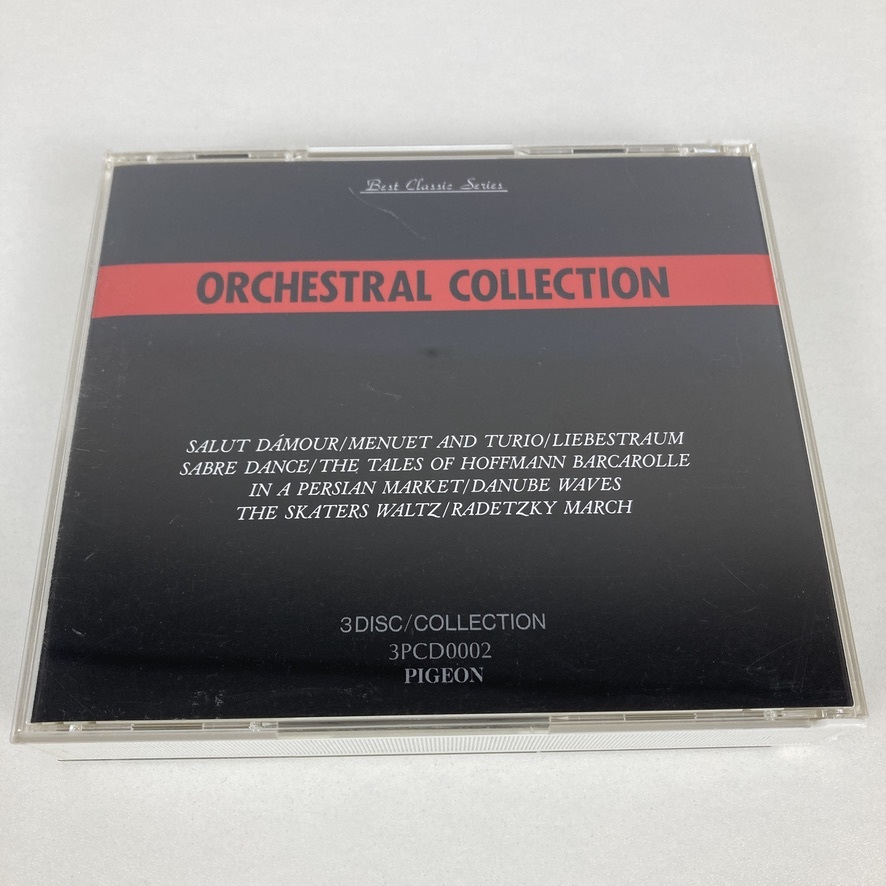 Best Classic Series
ORCHESTRAL COLLECTION
SALUT DÁMOUR/MENUET AND TURIO/LIEBESTRAUM
SABRE DANCE/THE TALES OF HOFFMANN BARCAROLLE
IN A PERSIAN MARKET/DANUBE WAVES
THE SKATERS WALTZ/RADETZKY MARCH
3DISC/COLLECTION
3PCD0002
PIGEON